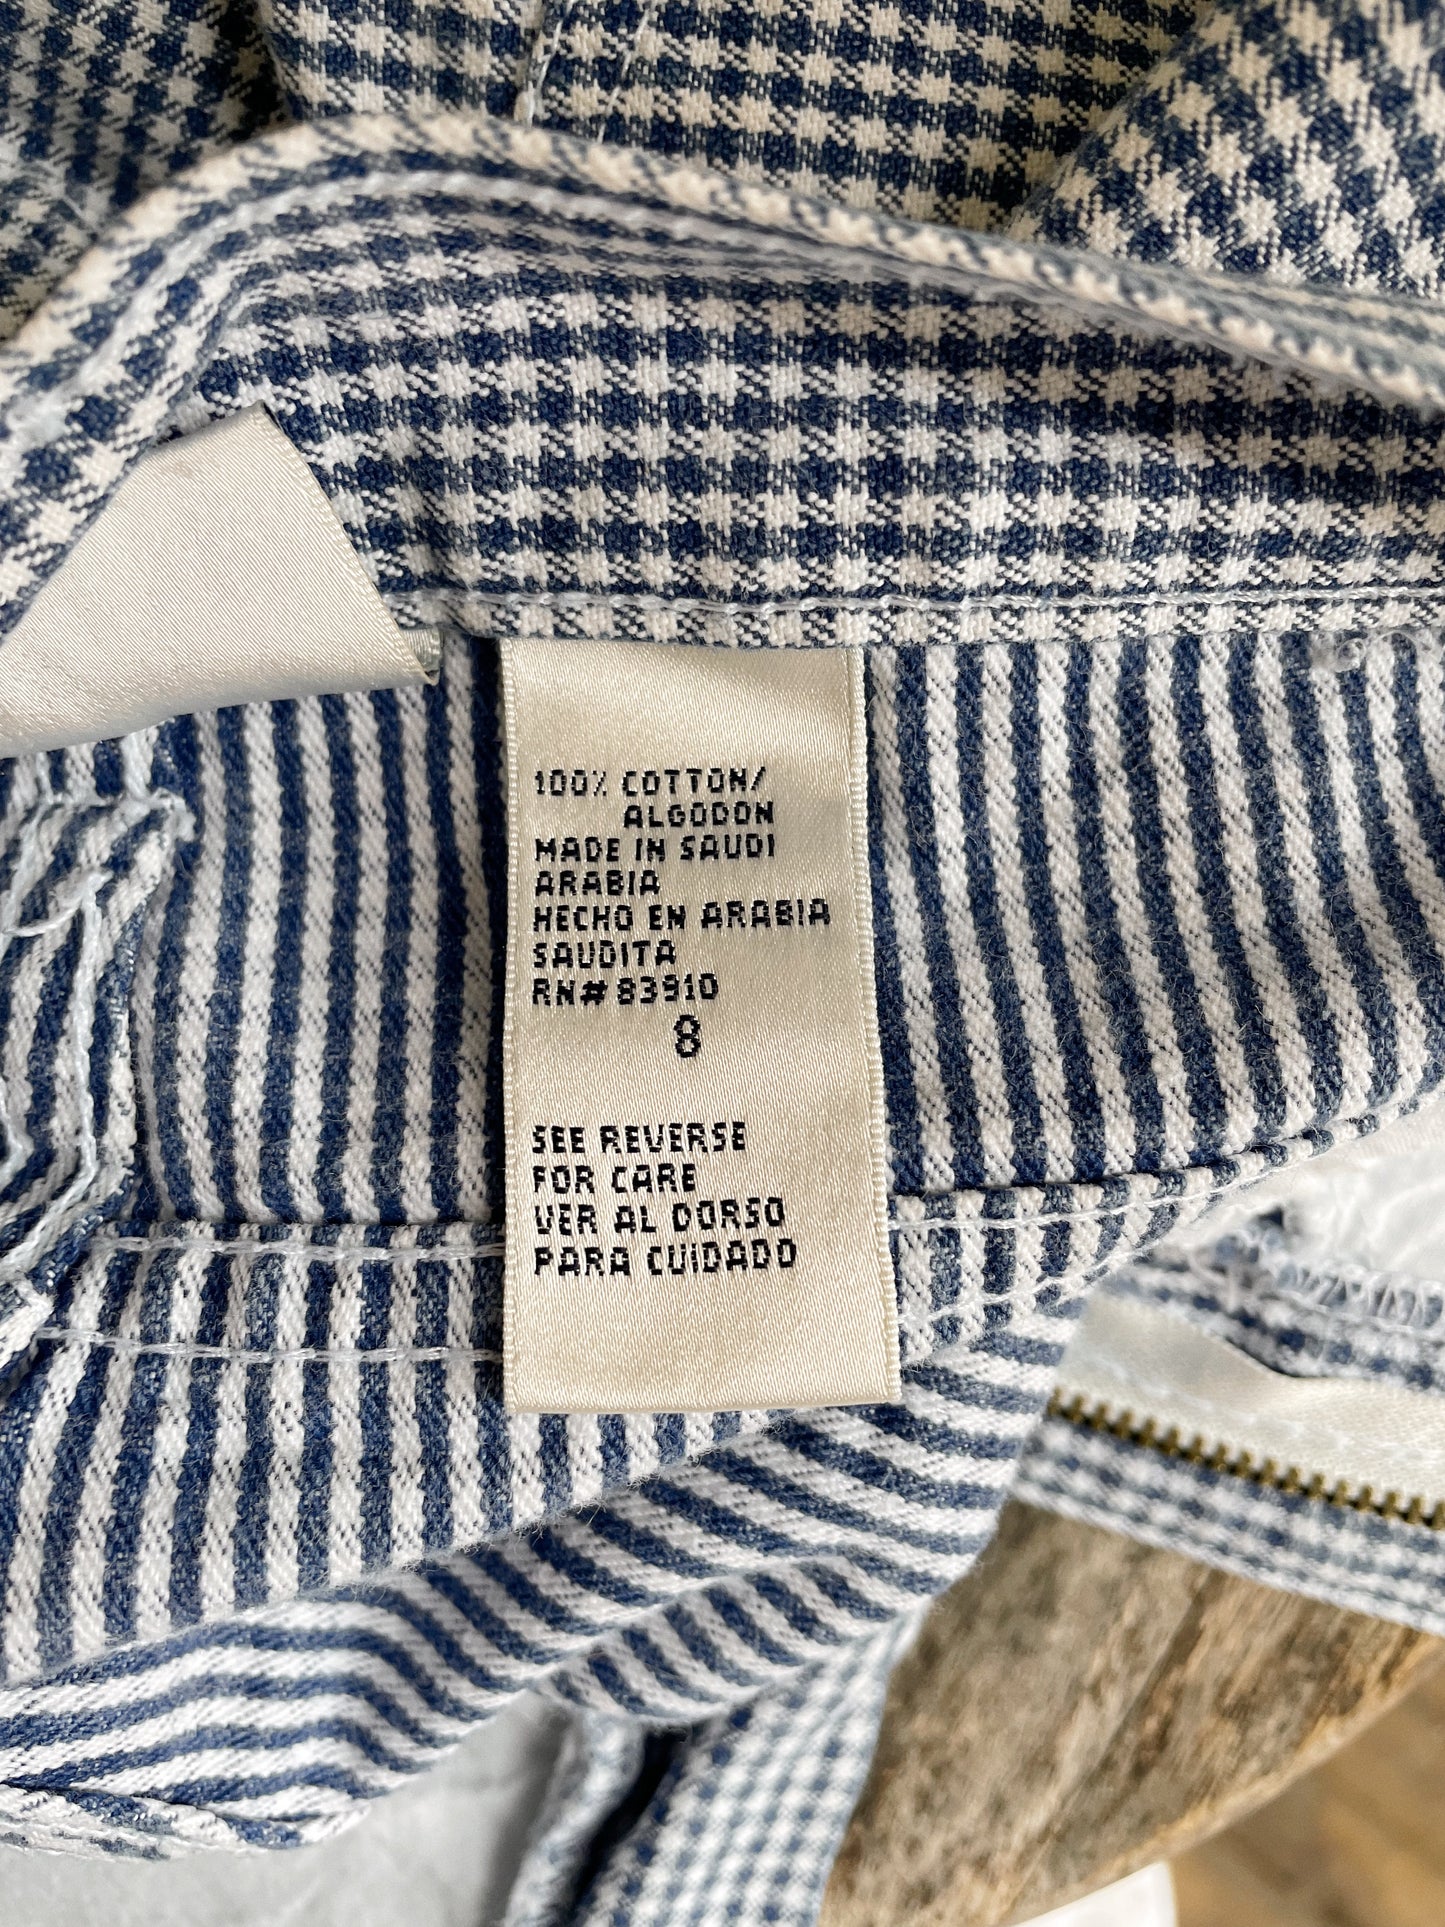 100% COTTON/
ALGODON
MADE IN SAUDI
ARABIA
HECHO EN ARABIA
SAUDITA
RN#83910
8
SEE REVERSE
FOR CARE
VER AL DORSO
PARA CUIDADO